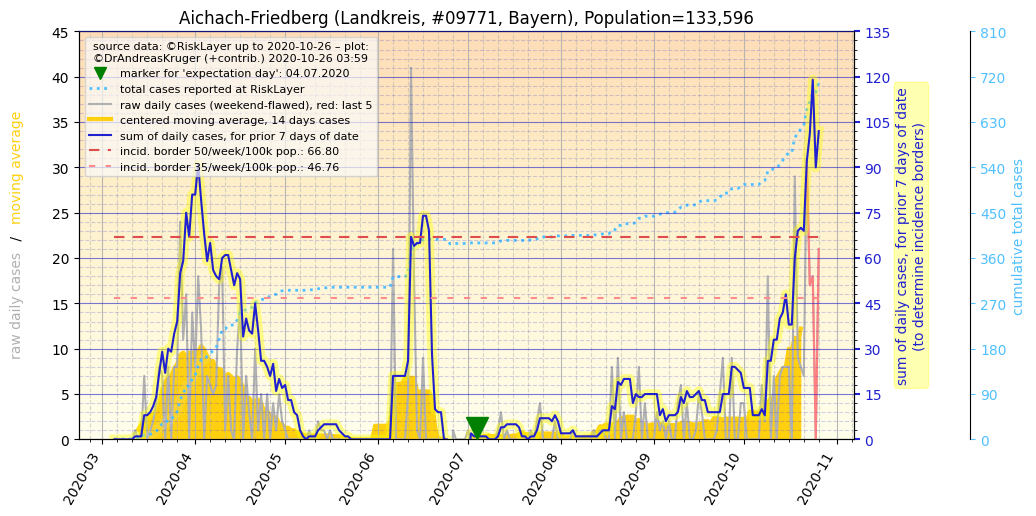 Aichach-Friedberg (Landkreis, #09771, Bayern), Population=133,596
source data: ©RiskLayer up to 2020-10-26 – plot:
©DrAndreasKruger (+contrib.) 2020-10-26 03:59
marker for 'expectation day': 04.07.2020
total cases reported at RiskLayer
raw daily cases (weekend-flawed), red: last 5
centered moving average, 14 days cases
sum of daily cases, for prior 7 days of date
incid. border 50/week/100k pop.: 66.80
incid. border 35/week/100k pop.: 46.76
raw daily cases / moving average
45
40
35
30
25
20
15
10
5
0
2020-03
2020-04
2020-05
2020-06
2020-07
2020-08
2020-09
2020-10
2020-11
135
120
105
90
75
60
45
30
15
0
sum of daily cases, for prior 7 days of date
(to determine incidence borders)
810
720
630
540
450
360
270
180
90
0
cumulative total cases